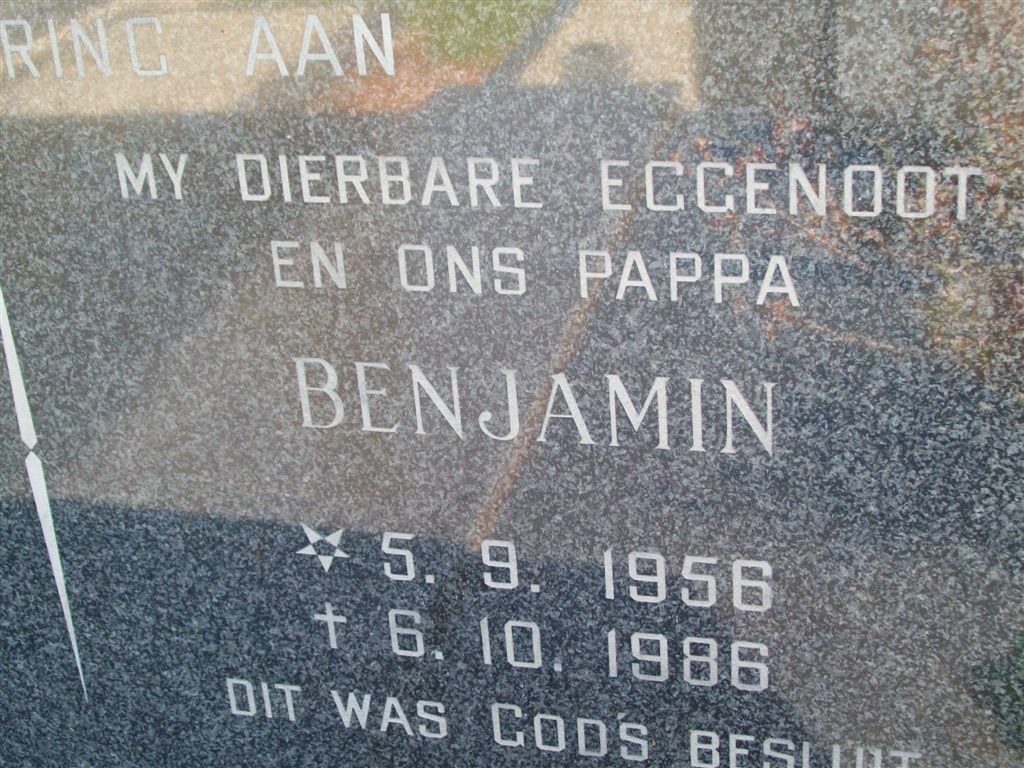 RING AAN
MY DIERBARE EGGENOOT
EN ONS PAPPA
BENJAMIN
☆ 5. 9. 1956
† 6. 10. 1986
DIT WAS GOD'S BESLUIT